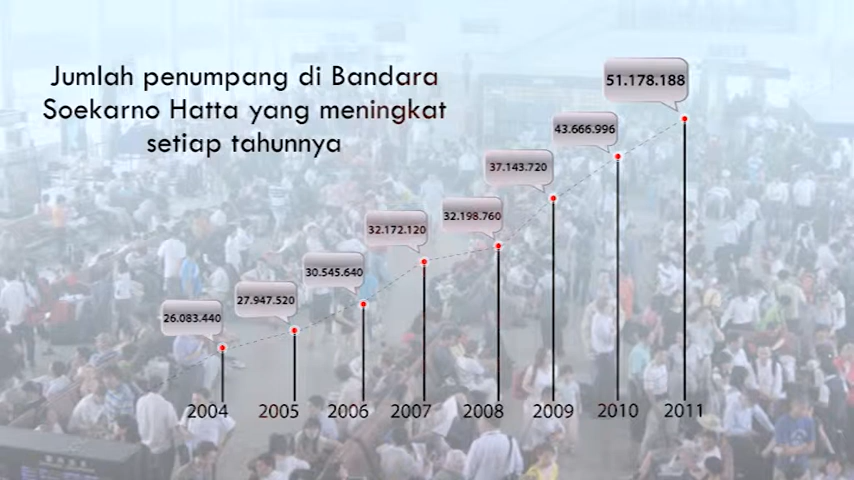 Jumlah penumpang di Bandara
Soekarno Hatta yang meningkat
setiap tahunnya
51.178.188
43.666.996
37.143.720
32.198.760
32.172.120
30.545.640
27.947.520
26.083.440
2004 2005 2006 2007 2008 2009 2010 2011